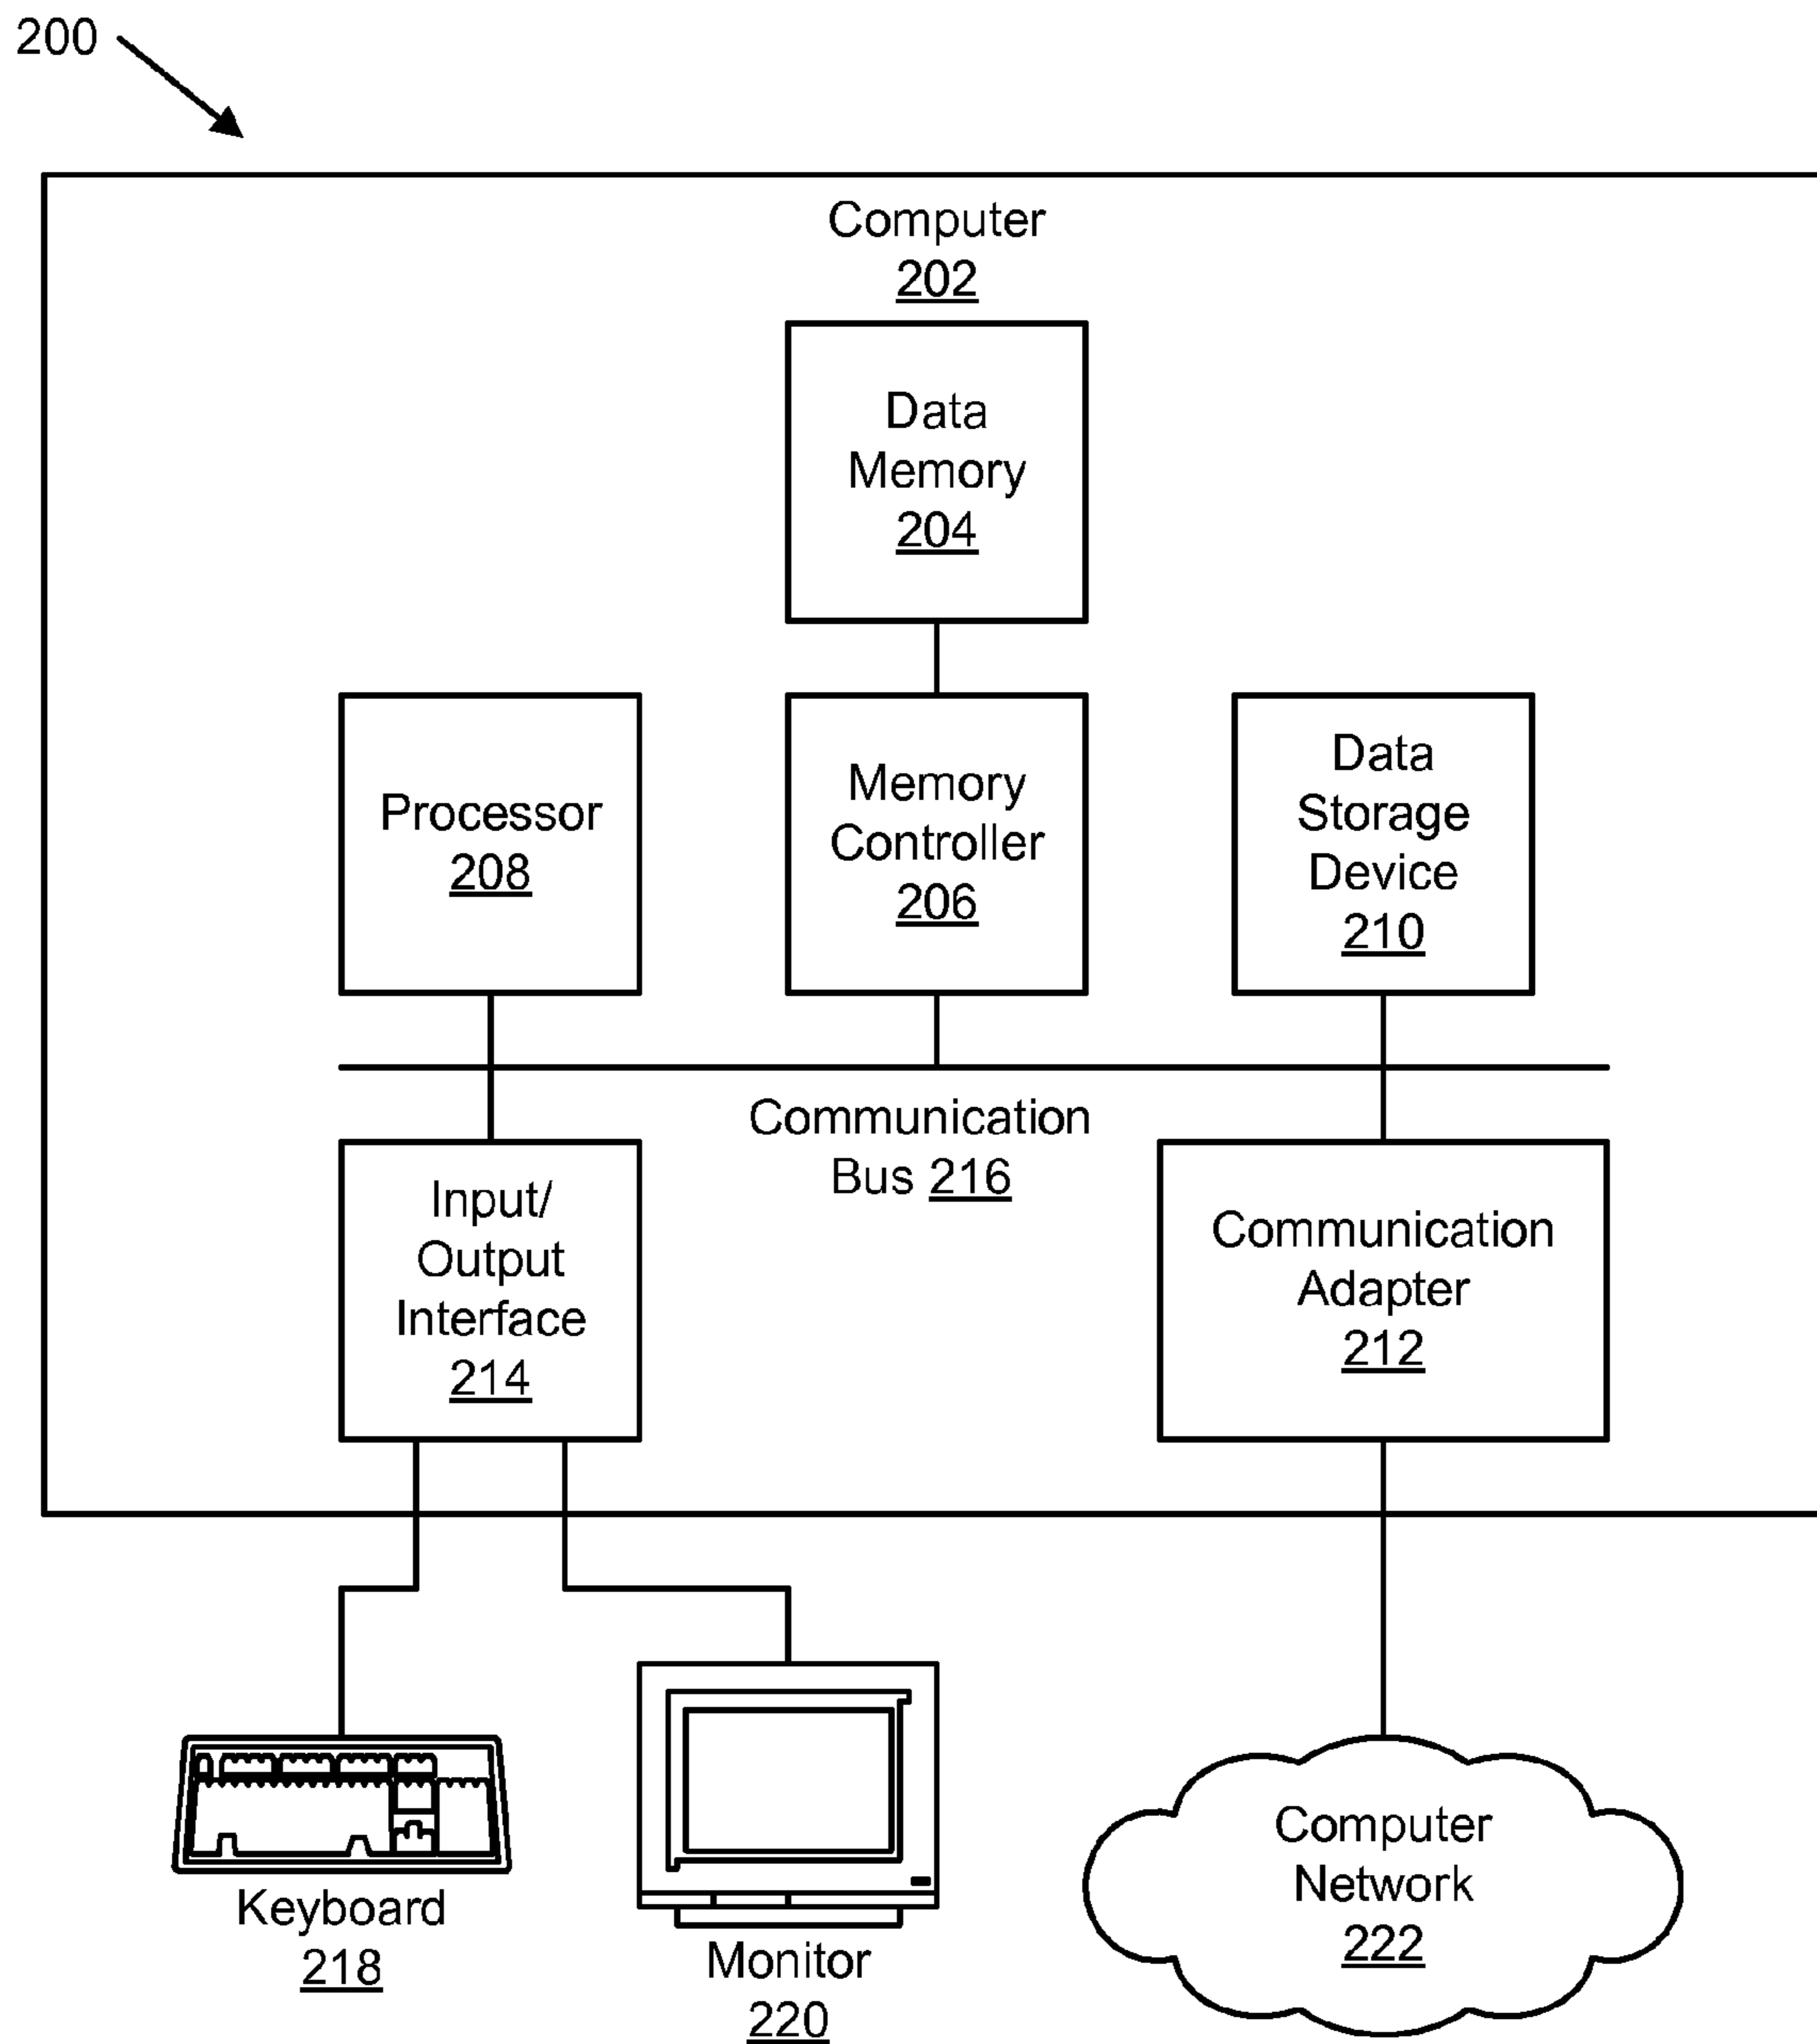 200
Computer
202
Data
Memory
204
Processor
208
Memory
Controller
206
Data
Storage
Device
210
Communication
Bus 216
Input/
Output
Interface
214
Communication
Adapter
212
Keyboard
218
Monitor
220
Computer
Network
222